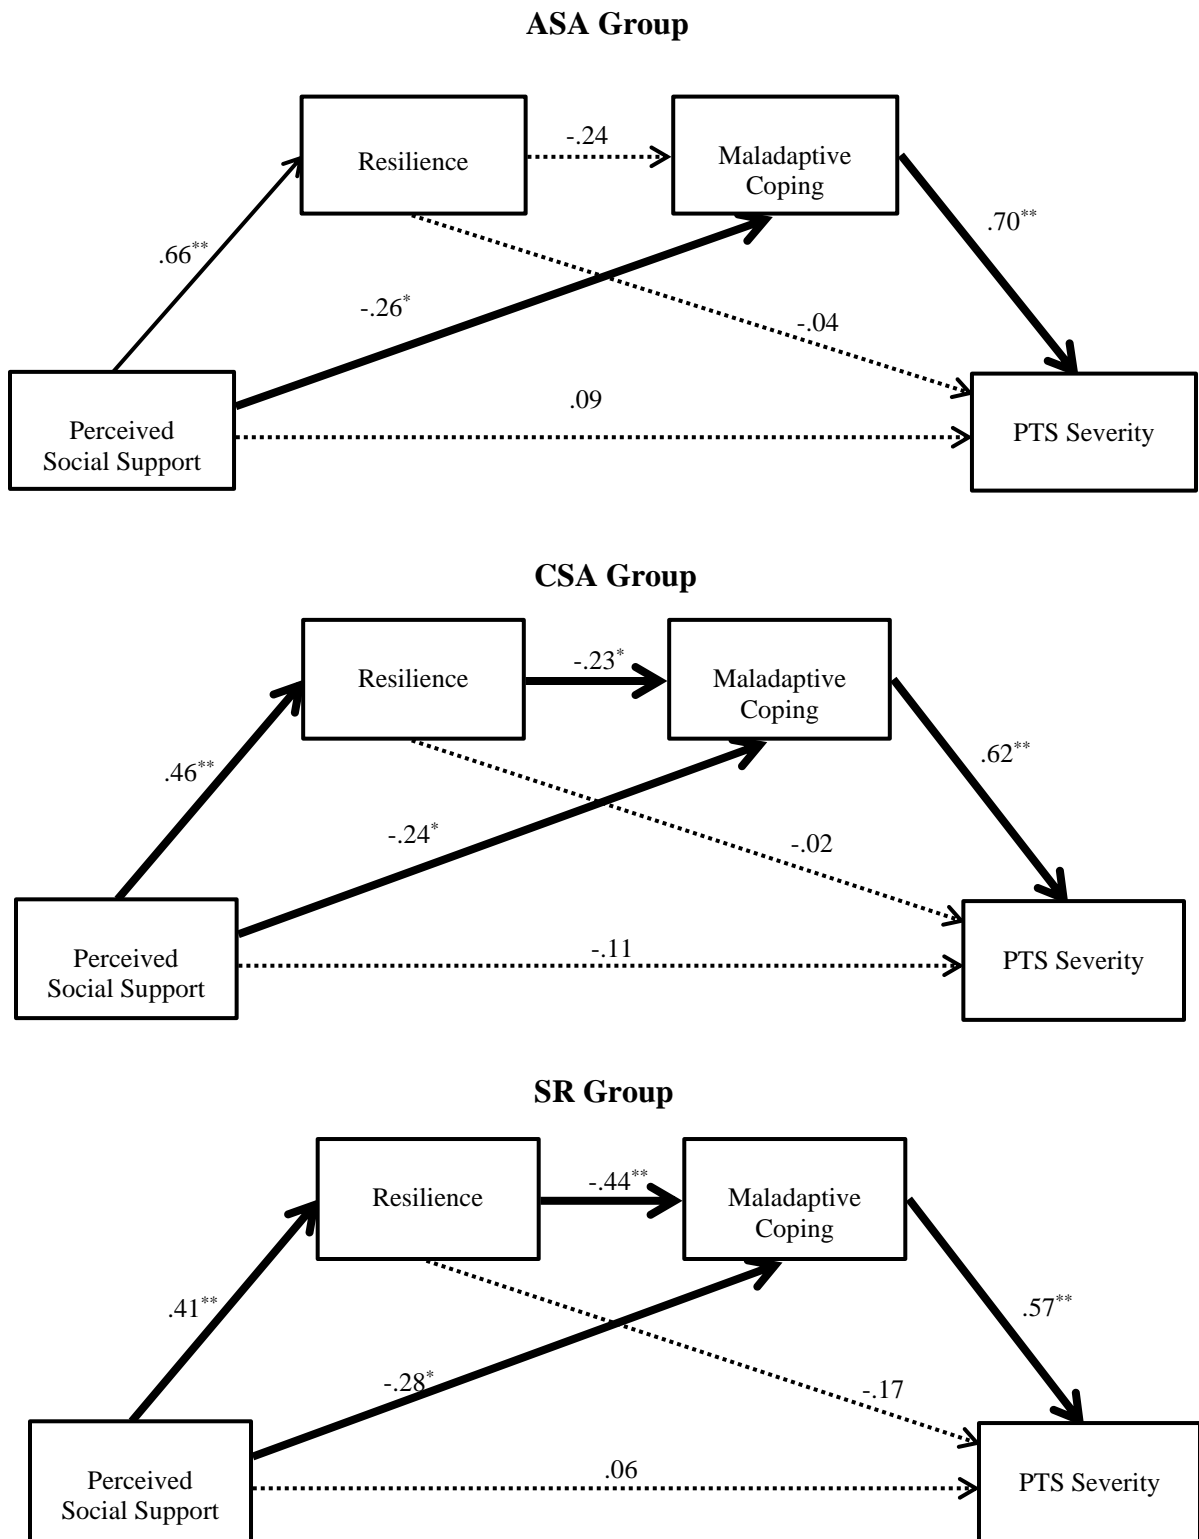 ASA Group
Resilience
-.24
Maladaptive
Coping
.66**
.70**
-.26*
-.04
.09
Perceived
Social Support
PTS Severity
CSA Group
Resilience
-.23*
Maladaptive
Coping
.46**
.62**
-.24*
-.02
-.11
Perceived
Social Support
PTS Severity
SR Group
Resilience
-.44**
Maladaptive
Coping
.41**
.57**
-.28*
-.17
.06
Perceived
Social Support
PTS Severity